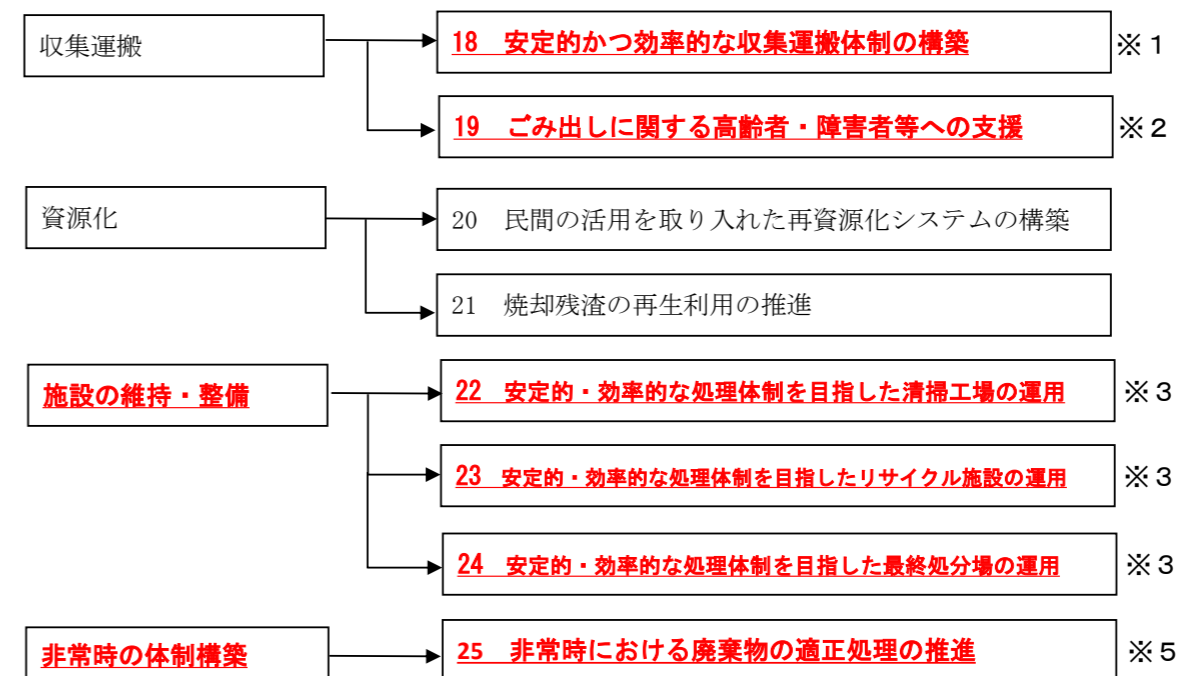 収集運搬
18　安定的かつ効率的な収集運搬体制の構築
※１
19　ごみ出しに関する高齢者・障害者等への支援
※２
資源化
20　民間の活用を取り入れた再資源化システムの構築
21　焼却残渣の再生利用の推進
施設の維持・整備
22　安定的・効率的な処理体制を目指した清掃工場の運用
※３
23　安定的・効率的な処理体制を目指したリサイクル施設の運用
※３
24　安定的・効率的な処理体制を目指した最終処分場の運用
※３
非常時の体制構築
25　非常時における廃棄物の適正処理の推進
※５